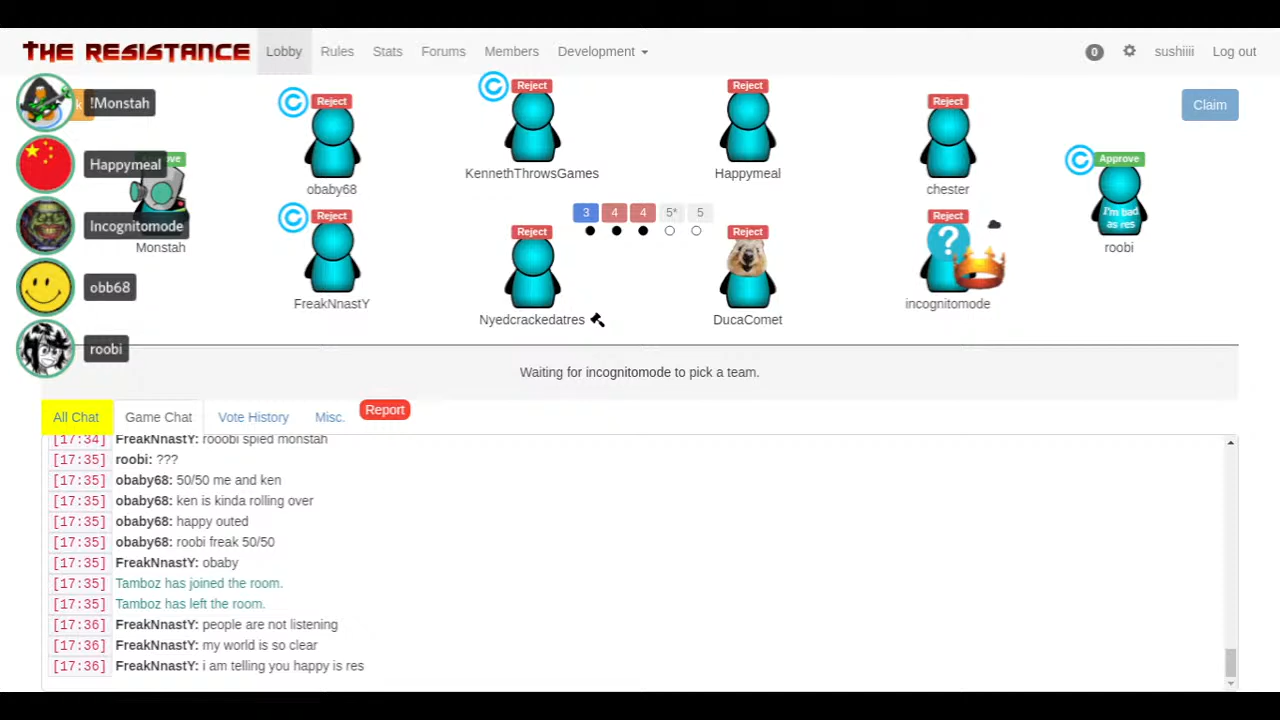 THE RESISTANCE Lobby Rules Stats Forums Members Development 0 sushiiii Log out
!Monstah
Happymeal
Incognitomode
obb68
roobi
Claim
Reject Reject Reject Reject
obaby68 KennethThrowsGames Happymeal chester
ve Approve
Monstah I'm bad as res roobi
3 4 4 5* 5
Reject Reject Reject Reject
FreakNnastY Nyedcrackedatres DucaComet ? incognitomode
Waiting for incognitomode to pick a team.
All Chat Game Chat Vote History Misc. Report
[17:34] FreakNnastY: rooobi spied monstah
[17:35] roobi: ???
[17:35] obaby68: 50/50 me and ken
[17:35] obaby68: ken is kinda rolling over
[17:35] obaby68: happy outed
[17:35] obaby68: roobi freak 50/50
[17:35] FreakNnastY: obaby
[17:35] Tamboz has joined the room.
[17:35] Tamboz has left the room.
[17:36] FreakNnastY: people are not listening
[17:36] FreakNnastY: my world is so clear
[17:36] FreakNnastY: i am telling you happy is res